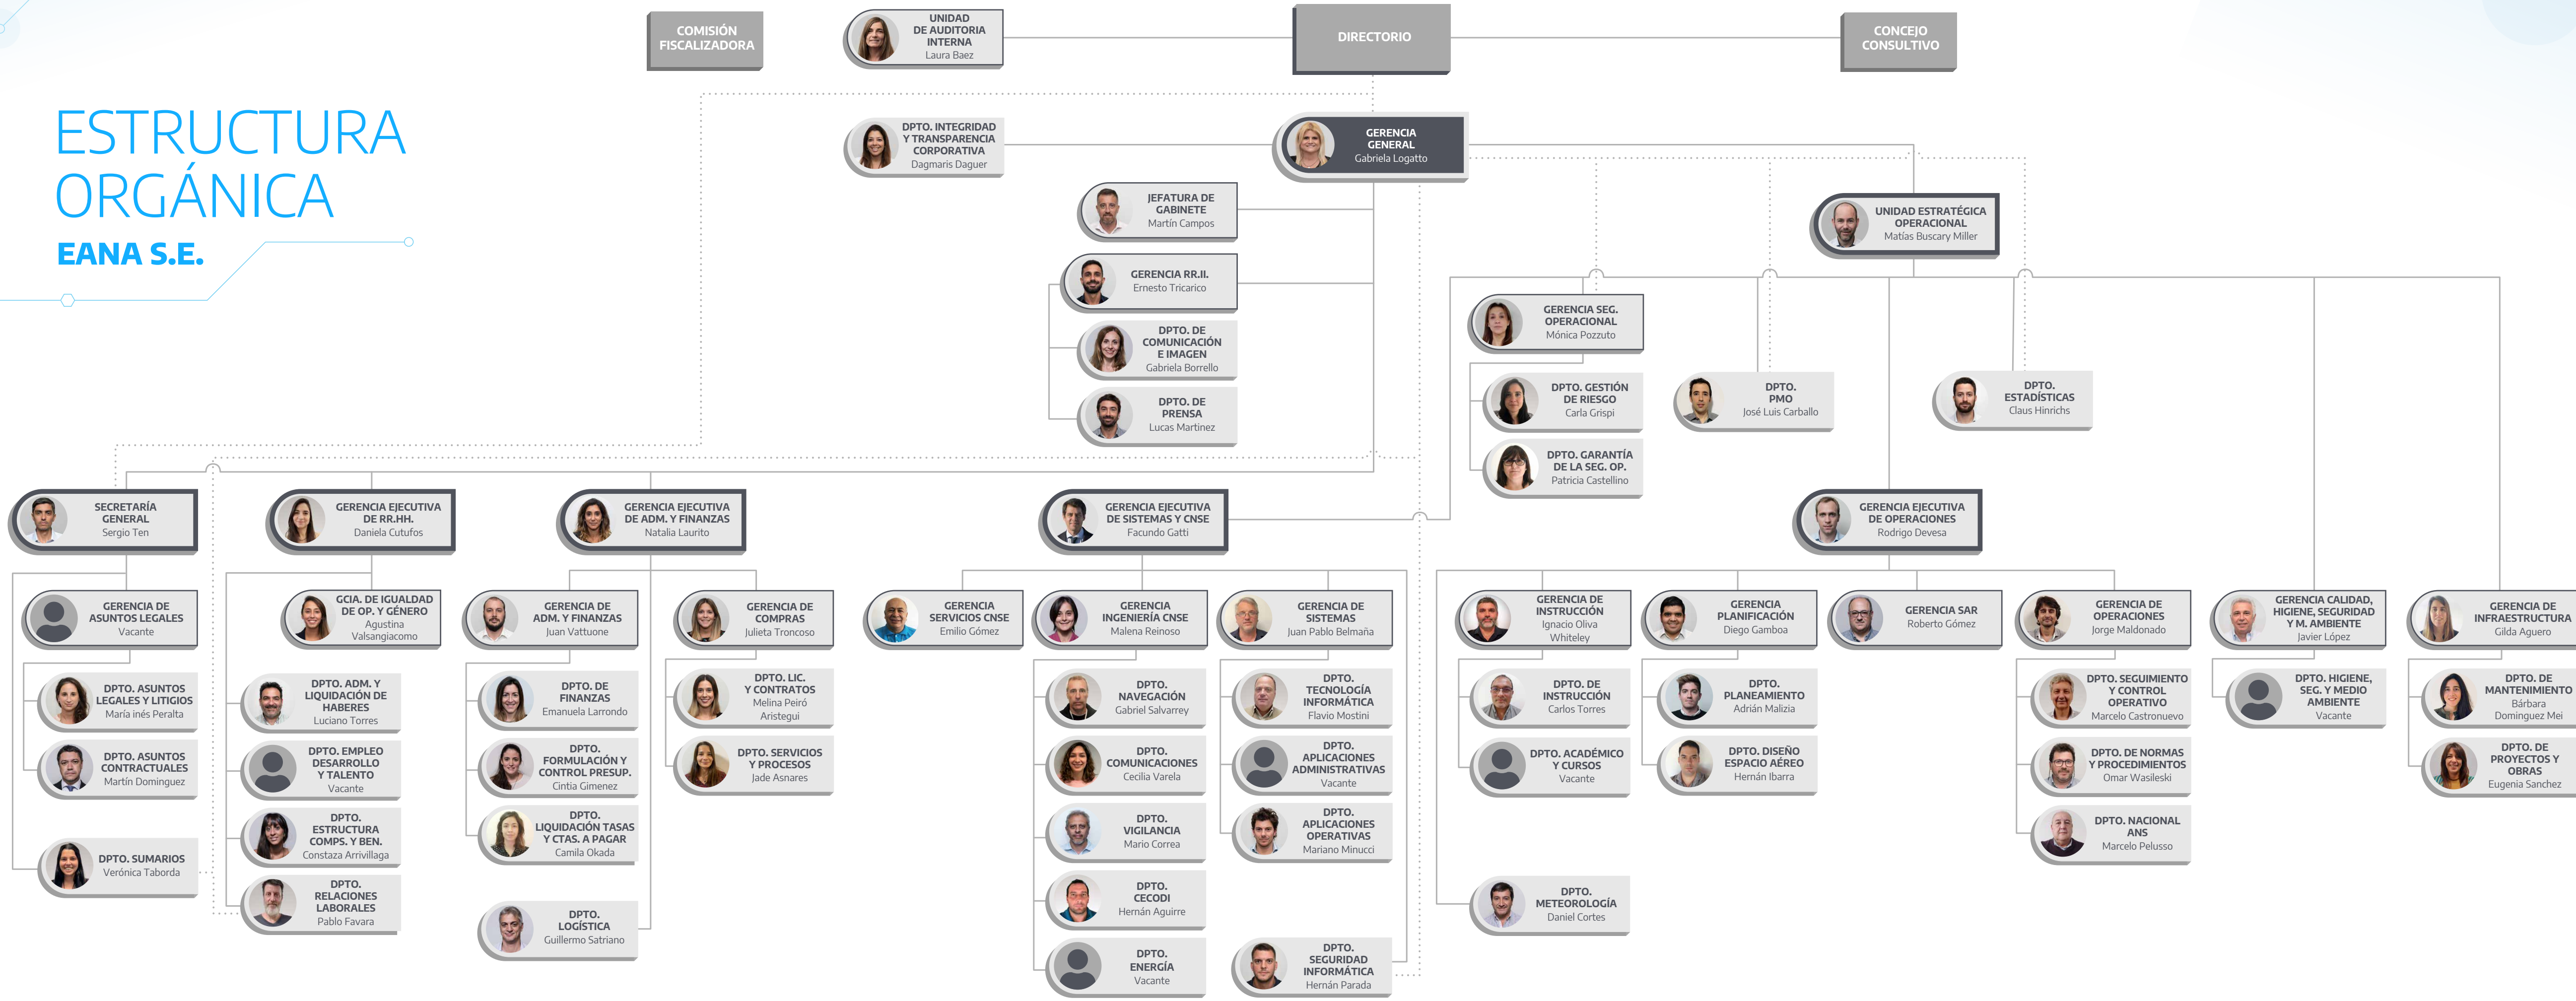 COMISIÓN
FISCALIZADORA
UNIDAD
DE AUDITORIA
INTERNA
Laura Baez
DIRECTORIO
CONCEJO
CONSULTIVO
ESTRUCTURA
ORGÁNICA
EANA S.E.
DPTO. INTEGRIDAD
Y TRANSPARENCIA
CORPORATIVA
Dagmaris Daguer
GERENCIA
GENERAL
Gabriela Logatto
JEFATURA DE
GABINETE
Martín Campos
UNIDAD ESTRATÉGICA
OPERACIONAL
Matías Buscary Miller
GERENCIA RR.II.
Ernesto Tricarico
DPTO. DE
COMUNICACIÓN
E IMAGEN
Gabriela Borrello
DPTO. DE
PRENSA
Lucas Martinez
GERENCIA SEG.
OPERACIONAL
Mónica Pozzuto
DPTO. GESTIÓN
DE RIESGO
Carla Grispi
DPTO. GARANTÍA
DE LA SEG. OP.
Patricia Castellino
DPTO.
PMO
José Luis Carballo
DPTO.
ESTADÍSTICAS
Claus Hinrichs
SECRETARÍA
GENERAL
Sergio Ten
GERENCIA EJECUTIVA
DE RR.HH.
Daniela Cutufos
GERENCIA EJECUTIVA
DE ADM. Y FINANZAS
Natalia Laurito
GERENCIA EJECUTIVA
DE SISTEMAS Y CNSE
Facundo Gatti
GERENCIA EJECUTIVA
DE OPERACIONES
Rodrigo Devesa
GERENCIA DE
ASUNTOS LEGALES
Vacante
DPTO. ASUNTOS
LEGALES Y LITIGIOS
María inés Peralta
DPTO. ASUNTOS
CONTRACTUALES
Martín Dominguez
DPTO. SUMARIOS
Verónica Taborda
GCIA. DE IGUALDAD
DE OP. Y GÉNERO
Agustina
Valsangiacomo
DPTO. ADM. Y
LIQUIDACIÓN DE
HABERES
Luciano Torres
DPTO. EMPLEO
DESARROLLO
Y TALENTO
Vacante
DPTO.
ESTRUCTURA
COMPS. Y BEN.
Constaza Arrivillaga
DPTO.
RELACIONES
LABORALES
Pablo Favara
GERENCIA DE
ADM. Y FINANZAS
Juan Vattuone
DPTO. DE
FINANZAS
Emanuela Larrondo
DPTO.
FORMULACIÓN Y
CONTROL PRESUP.
Cintia Gimenez
DPTO.
LIQUIDACIÓN TASAS
Y CTAS. A PAGAR
Camila Okada
DPTO.
LOGÍSTICA
Guillermo Satriano
GERENCIA DE
COMPRAS
Julieta Troncoso
DPTO. LIC.
Y CONTRATOS
Melina Peiró
Aristegui
DPTO. SERVICIOS
Y PROCESOS
Jade Asnares
GERENCIA
SERVICIOS CNSE
Emilio Gómez
GERENCIA
INGENIERÍA CNSE
Malena Reinoso
DPTO.
NAVEGACIÓN
Gabriel Salvarrey
DPTO.
COMUNICACIONES
Cecilia Varela
DPTO.
VIGILANCIA
Mario Correa
DPTO.
CECODI
Hernán Aguirre
DPTO.
ENERGÍA
Vacante
GERENCIA DE
SISTEMAS
Juan Pablo Belmaña
DPTO.
TECNOLOGÍA
INFORMÁTICA
Flavio Mostini
DPTO.
APLICACIONES
ADMINISTRATIVAS
Vacante
DPTO.
APLICACIONES
OPERATIVAS
Mariano Minucci
DPTO.
SEGURIDAD
INFORMÁTICA
Hernán Parada
GERENCIA DE
INSTRUCCIÓN
Ignacio Oliva
Whiteley
DPTO. DE
INSTRUCCIÓN
Carlos Torres
DPTO. ACADÉMICO
Y CURSOS
Vacante
DPTO.
METEOROLOGÍA
Daniel Cortes
GERENCIA
PLANIFICACIÓN
Diego Gamboa
DPTO.
PLANEAMIENTO
Adrián Malizia
DPTO. DISEÑO
ESPACIO AÉREO
Hernán Ibarra
GERENCIA SAR
Roberto Gómez
GERENCIA DE
OPERACIONES
Jorge Maldonado
DPTO. SEGUIMIENTO
Y CONTROL
OPERATIVO
Marcelo Castronuevo
DPTO. DE NORMAS
Y PROCEDIMIENTOS
Omar Wasileski
DPTO. NACIONAL
ANS
Marcelo Pelusso
GERENCIA CALIDAD,
HIGIENE, SEGURIDAD
Y M. AMBIENTE
Javier López
DPTO. HIGIENE,
SEG. Y MEDIO
AMBIENTE
Vacante
GERENCIA DE
INFRAESTRUCTURA
Gilda Aguero
DPTO. DE
MANTENIMIENTO
Bárbara
Dominguez Mei
DPTO. DE
PROYECTOS Y
OBRAS
Eugenia Sanchez